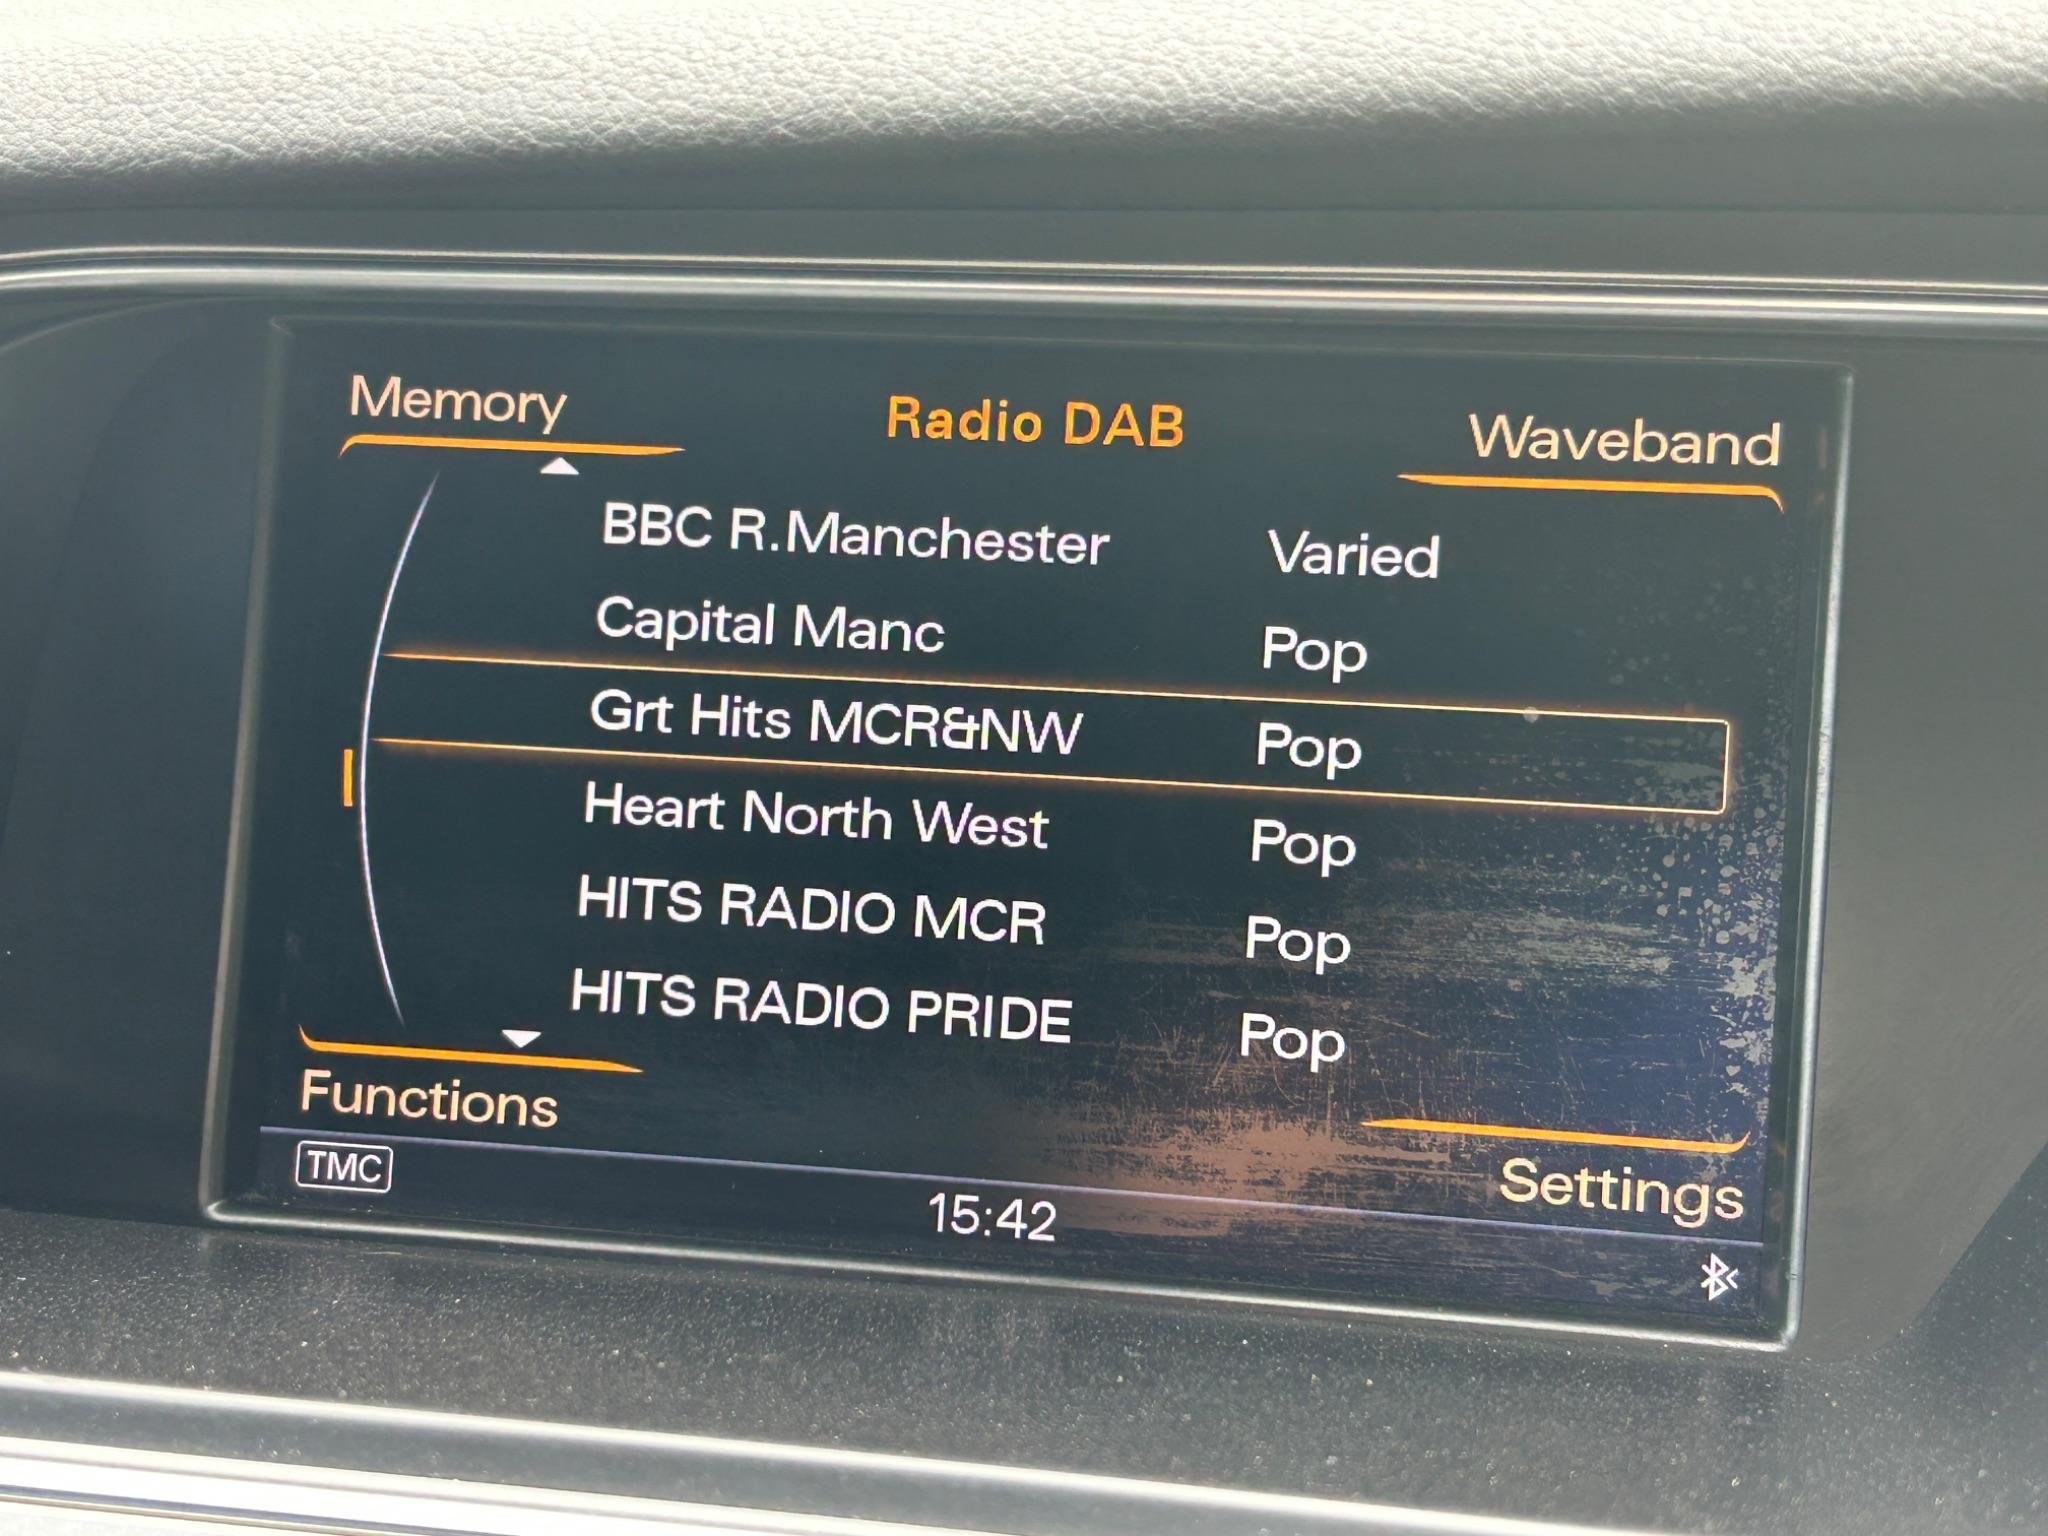 Memory Radio DAB Waveband
BBC R.Manchester Varied
Capital Manc Pop
Grt Hits MCR&NW Pop
Heart North West Pop
HITS RADIO MCR Pop
HITS RADIO PRIDE Pop
Functions Settings
TMC 15:42